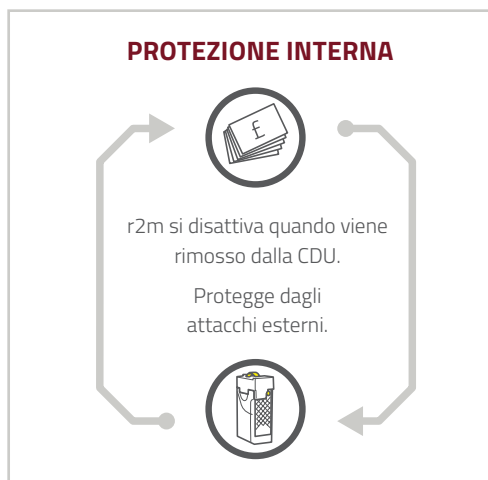 PROTEZIONE INTERNA
£
r2m si disattiva quando viene
rimosso dalla CDU.
Protegge dagli
attacchi esterni.